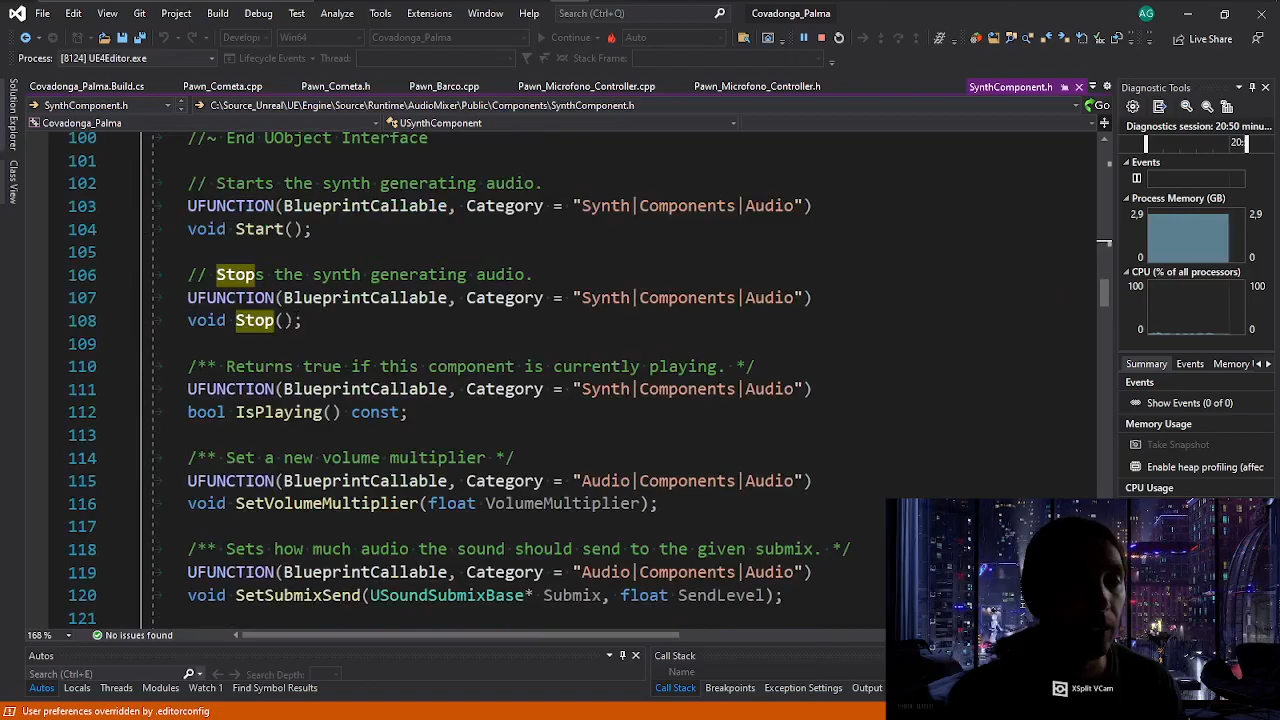 File Edit View Git Project Build Debug Test Analyze Tools Extensions Window Help Search (Ctrl+Q) Covadonga_Palma AG
Develop Win64 Covadonga_Palma Continue Auto Live Share
Process: [8124] UE4Editor.exe Lifecycle Events Thread: Stack Frame:
Covadonga_Palma.Build.cs Pawn_Cometa.cpp Pawn_Cometa.h Pawn_Barco.cpp Pawn_Microfono_Controller.cpp Pawn_Microfono_Controller.h SynthComponent.h Diagnostic Tools
SynthComponent.h C:\Source_Unreal\UE\Engine\Source\Runtime\AudioMixer\Public\Components\SynthComponent.h Go
Covadonga_Palma USynthComponent
Diagnostics session: 20:50 minu
20:
Events
Process Memory (GB)
2,9 2,9
0 0
CPU (% of all processors)
100 100
0 0
Summary Events Memory
Events
Show Events (0 of 0)
Memory Usage
Take Snapshot
Enable heap profiling (affec
CPU Usage
100 //~ End UObject Interface
101
102 // Starts the synth generating audio.
103 UFUNCTION(BlueprintCallable, Category = "Synth|Components|Audio")
104 void Start();
105
106 // Stops the synth generating audio.
107 UFUNCTION(BlueprintCallable, Category = "Synth|Components|Audio")
108 void Stop();
109
110 /** Returns true if this component is currently playing. */
111 UFUNCTION(BlueprintCallable, Category = "Synth|Components|Audio")
112 bool IsPlaying() const;
113
114 /** Set a new volume multiplier */
115 UFUNCTION(BlueprintCallable, Category = "Audio|Components|Audio")
116 void SetVolumeMultiplier(float VolumeMultiplier);
117
118 /** Sets how much audio the sound should send to the given submix. */
119 UFUNCTION(BlueprintCallable, Category = "Audio|Components|Audio")
120 void SetSubmixSend(USoundSubmixBase* Submix, float SendLevel);
121
168 % No issues found
Autos Call Stack
Search (Ctrl+E) Search Depth: Name
Autos Locals Threads Modules Watch 1 Find Symbol Results Call Stack Breakpoints Exception Settings Output
XSplit VCam
User preferences overridden by .editorconfig